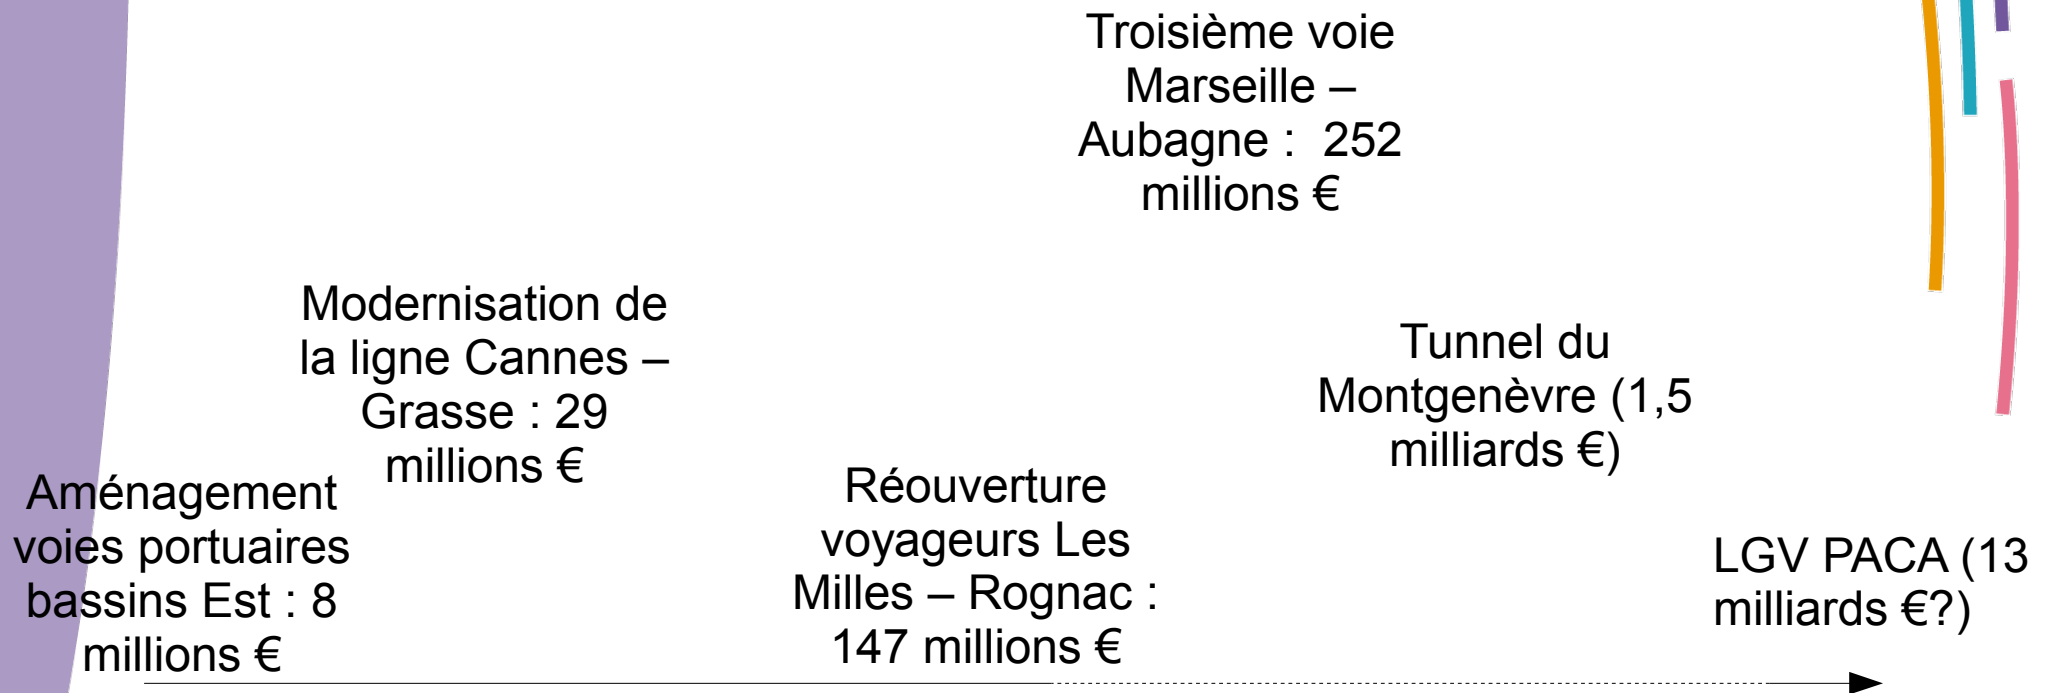 Troisième voie
Marseille –
Aubagne : 252
millions €
Modernisation de
la ligne Cannes –
Grasse : 29
millions €
Tunnel du
Montgenèvre (1,5
milliards €)
Aménagement
voies portuaires
bassins Est : 8
millions €
Réouverture
voyageurs Les
Milles – Rognac :
147 millions €
LGV PACA (13
milliards €?)